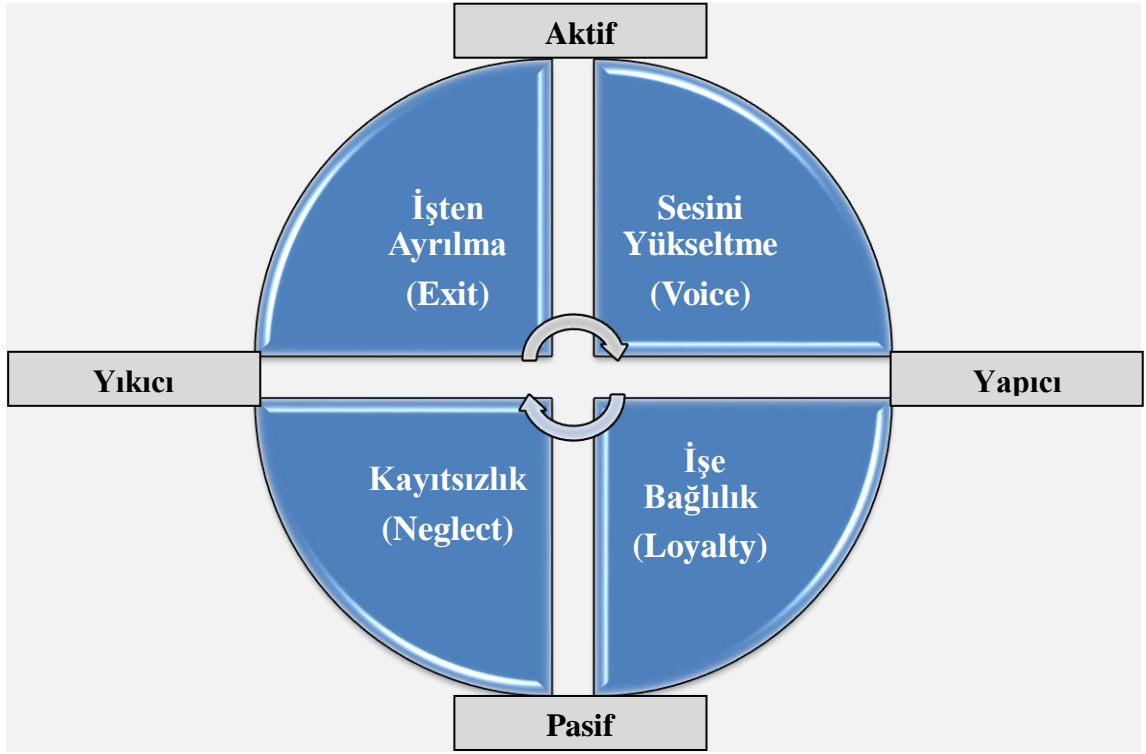 Aktif
İşten
Ayrılma
(Exit)
Sesini
Yükseltme
(Voice)
Yıkıcı
Yapıcı
Kayıtsızlık
(Neglect)
İşe
Bağlılık
(Loyalty)
Pasif